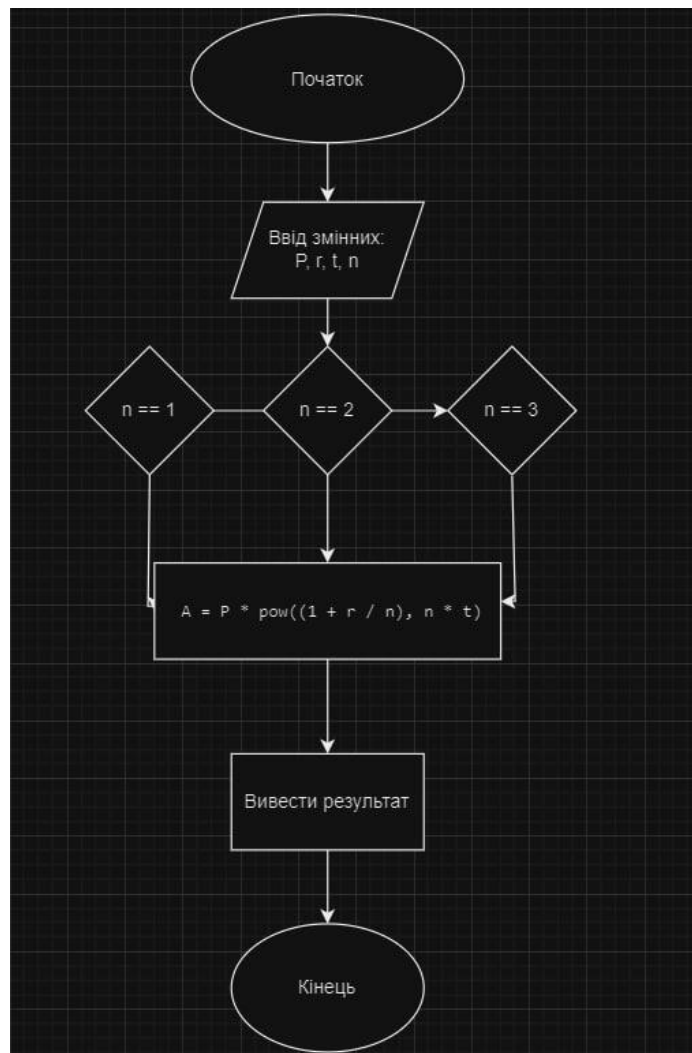 Початок
Ввід змінних:
P, r, t, n
n == 1
n == 2
n == 3
A = P * pow((1 + r / n), n * t)
Вивести результат
Кінець